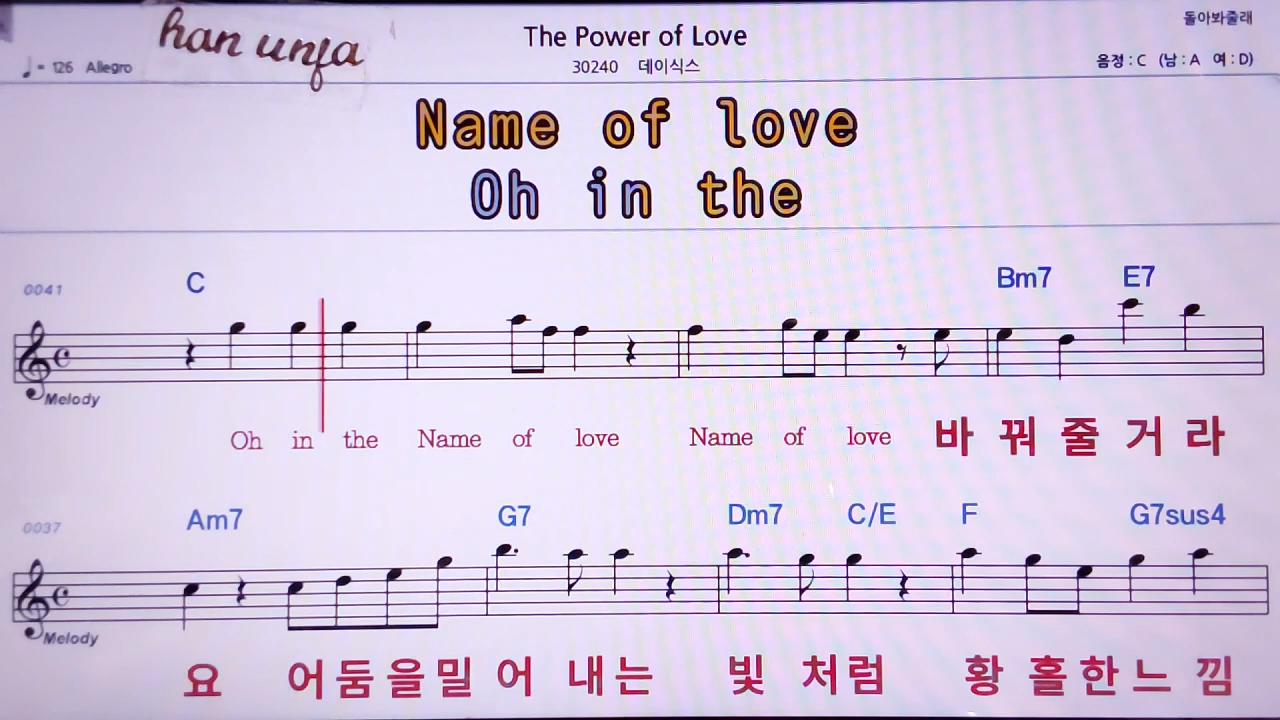 han unfa
The Power of Love
돌아봐줄래
♩= 126 Allegro
30240 데이식스
음정 : C (남 : A 여 : D)
Name of love
Oh in the
0041
C Bm7 E7
Melody
Oh in the Name of love Name of love 바 꿔 줄 거 라
0037
Am7 G7 Dm7 C/E F G7sus4
Melody
요 어둠을밀 어 내는 빛 처럼 황 홀한느 낌